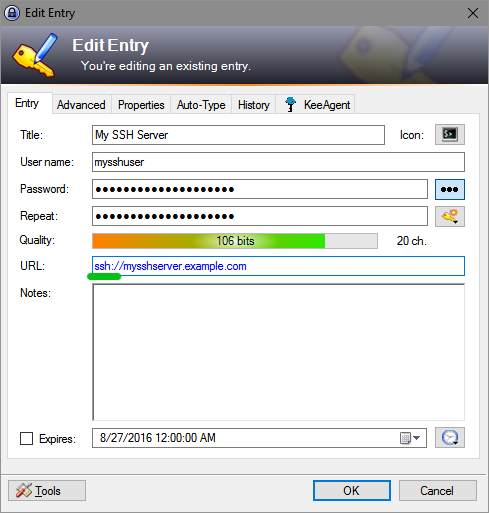 Edit Entry
Edit Entry
You're editing an existing entry.
Entry Advanced Properties Auto-Type History KeeAgent
Title: My SSH Server Icon:
User name: mysshuser
Password: ●●●●●●●●●●●●●●●●●●●● ●●●
Repeat: ●●●●●●●●●●●●●●●●●●●●
Quality: 106 bits 20 ch.
URL: ssh://mysshserver.example.com
Notes:
Expires: 8/27/2016 12:00:00 AM
Tools OK Cancel